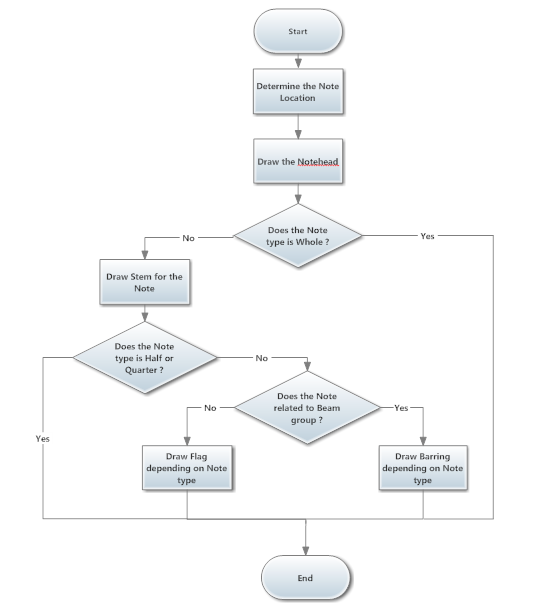 Start
Determine the Note
Location
Draw the Notehead
Does the Note
type is Whole ?
No
Yes
Draw Stem for the
Note
Does the Note
type is Half or
Quarter ?
No
Does the Note
related to Beam
group ?
No
Yes
Yes
Draw Flag
depending on Note
type
Draw Barring
depending on Note
type
End